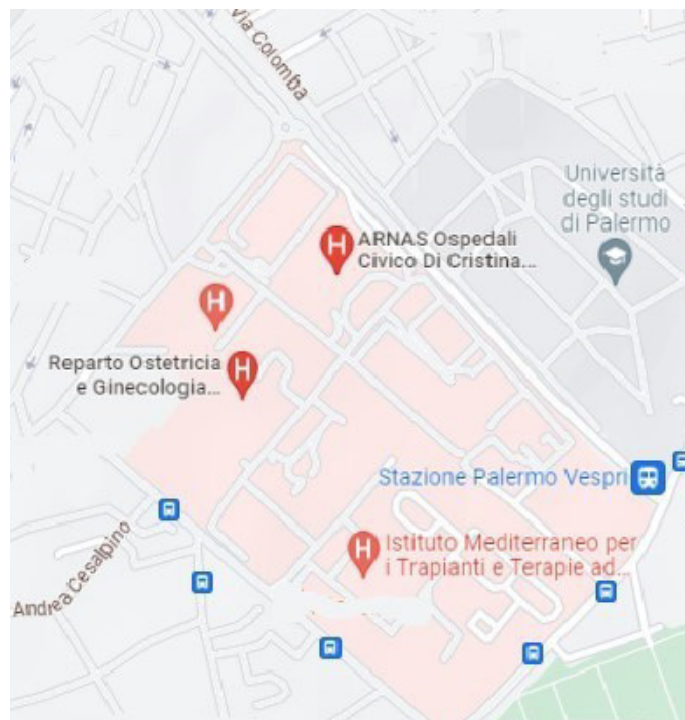 Via Colomba
Università
degli studi
di Palermo
ARNAS Ospedali
Civico Di Cristina...
H
H
Reparto Ostetricia
e Ginecologia...
H
Stazione Palermo Vespri
H
Istituto Mediterraneo per
i Trapianti e Terapie ad...
Andrea Cesalpino